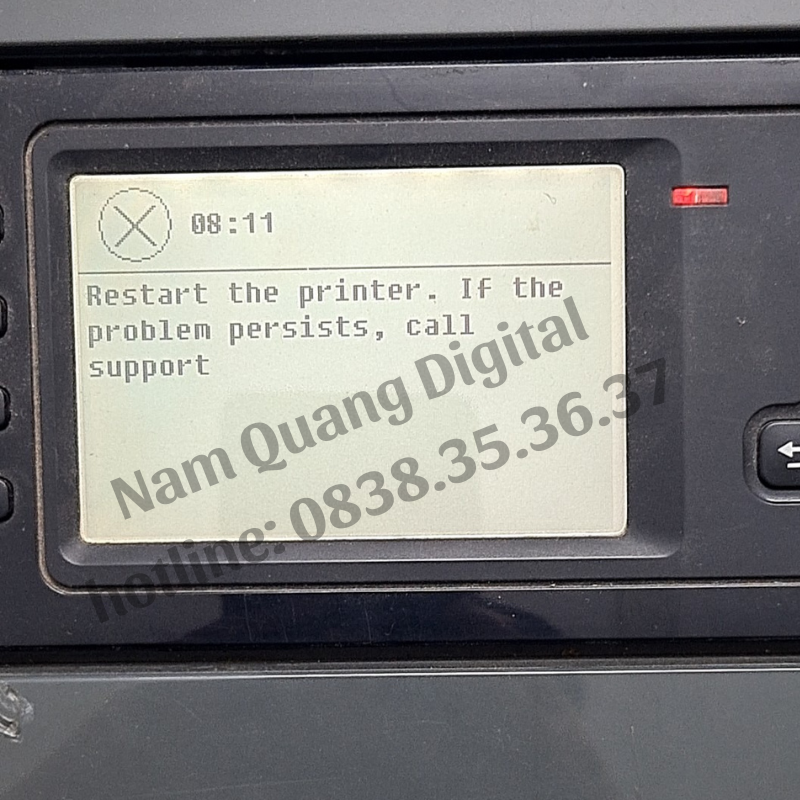 08:11
Restart the printer. If the
problem persists, call
support
Nam Quang Digital
hotline: 0838.35.36.37